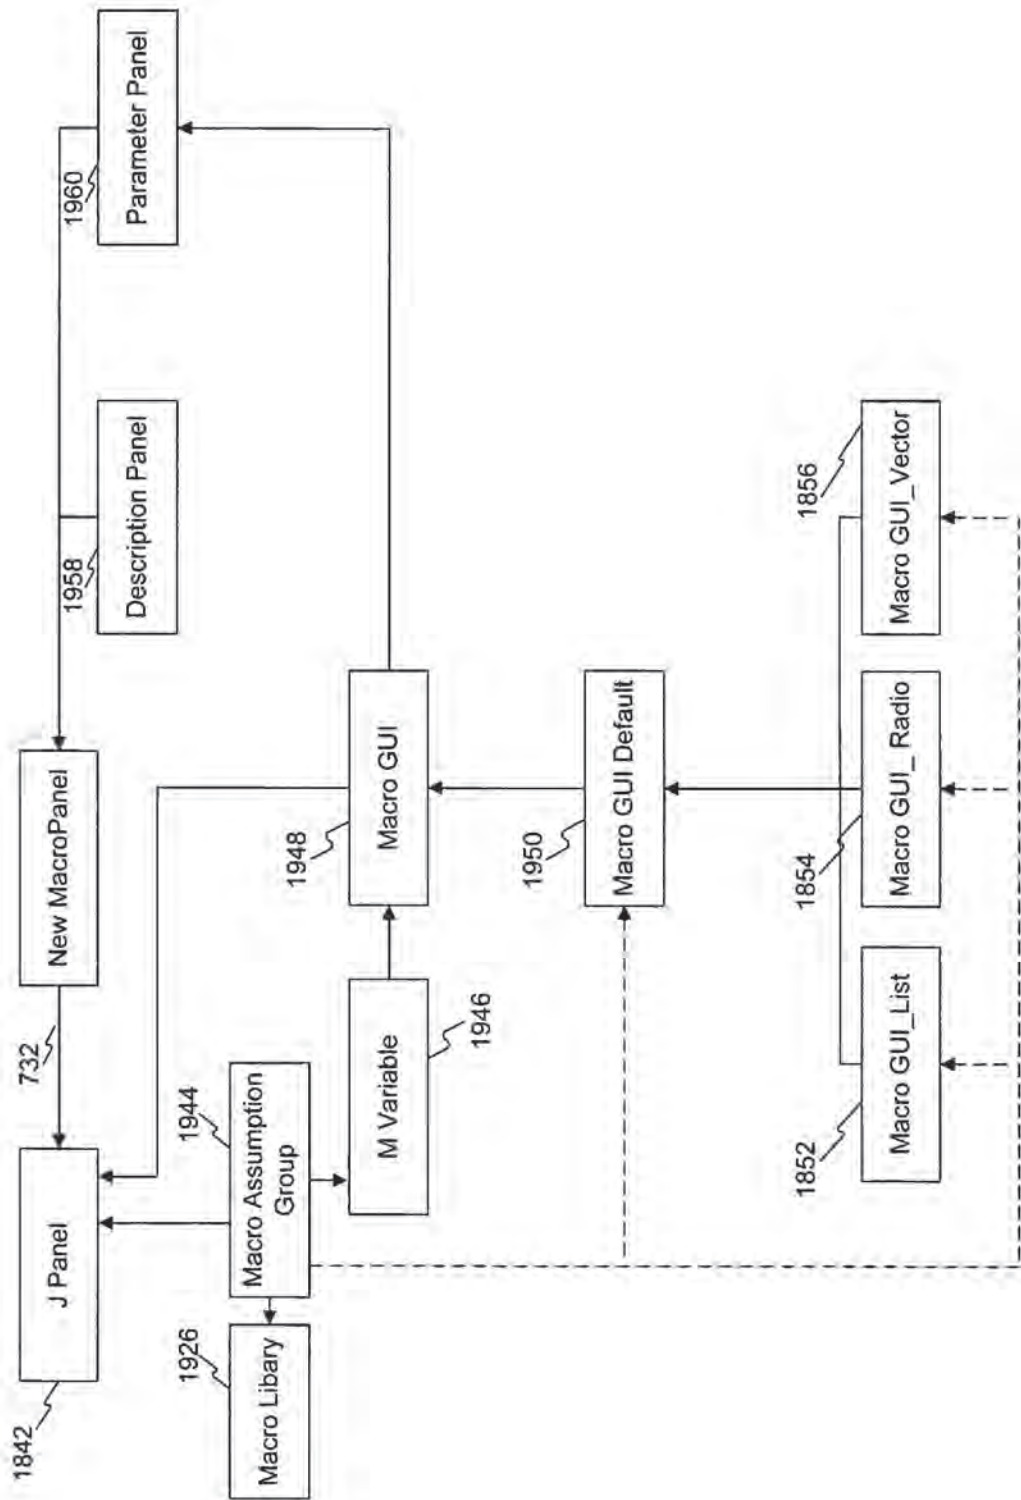 1842
J Panel
732
New MacroPanel
1958
Description Panel
1960
Parameter Panel
1926
Macro Libary
1944
Macro Assumption
Group
M Variable
1946
1948
Macro GUI
1950
Macro GUI Default
1852
Macro GUI_List
1854
Macro GUI_ Radio
1856
Macro GUI_Vector